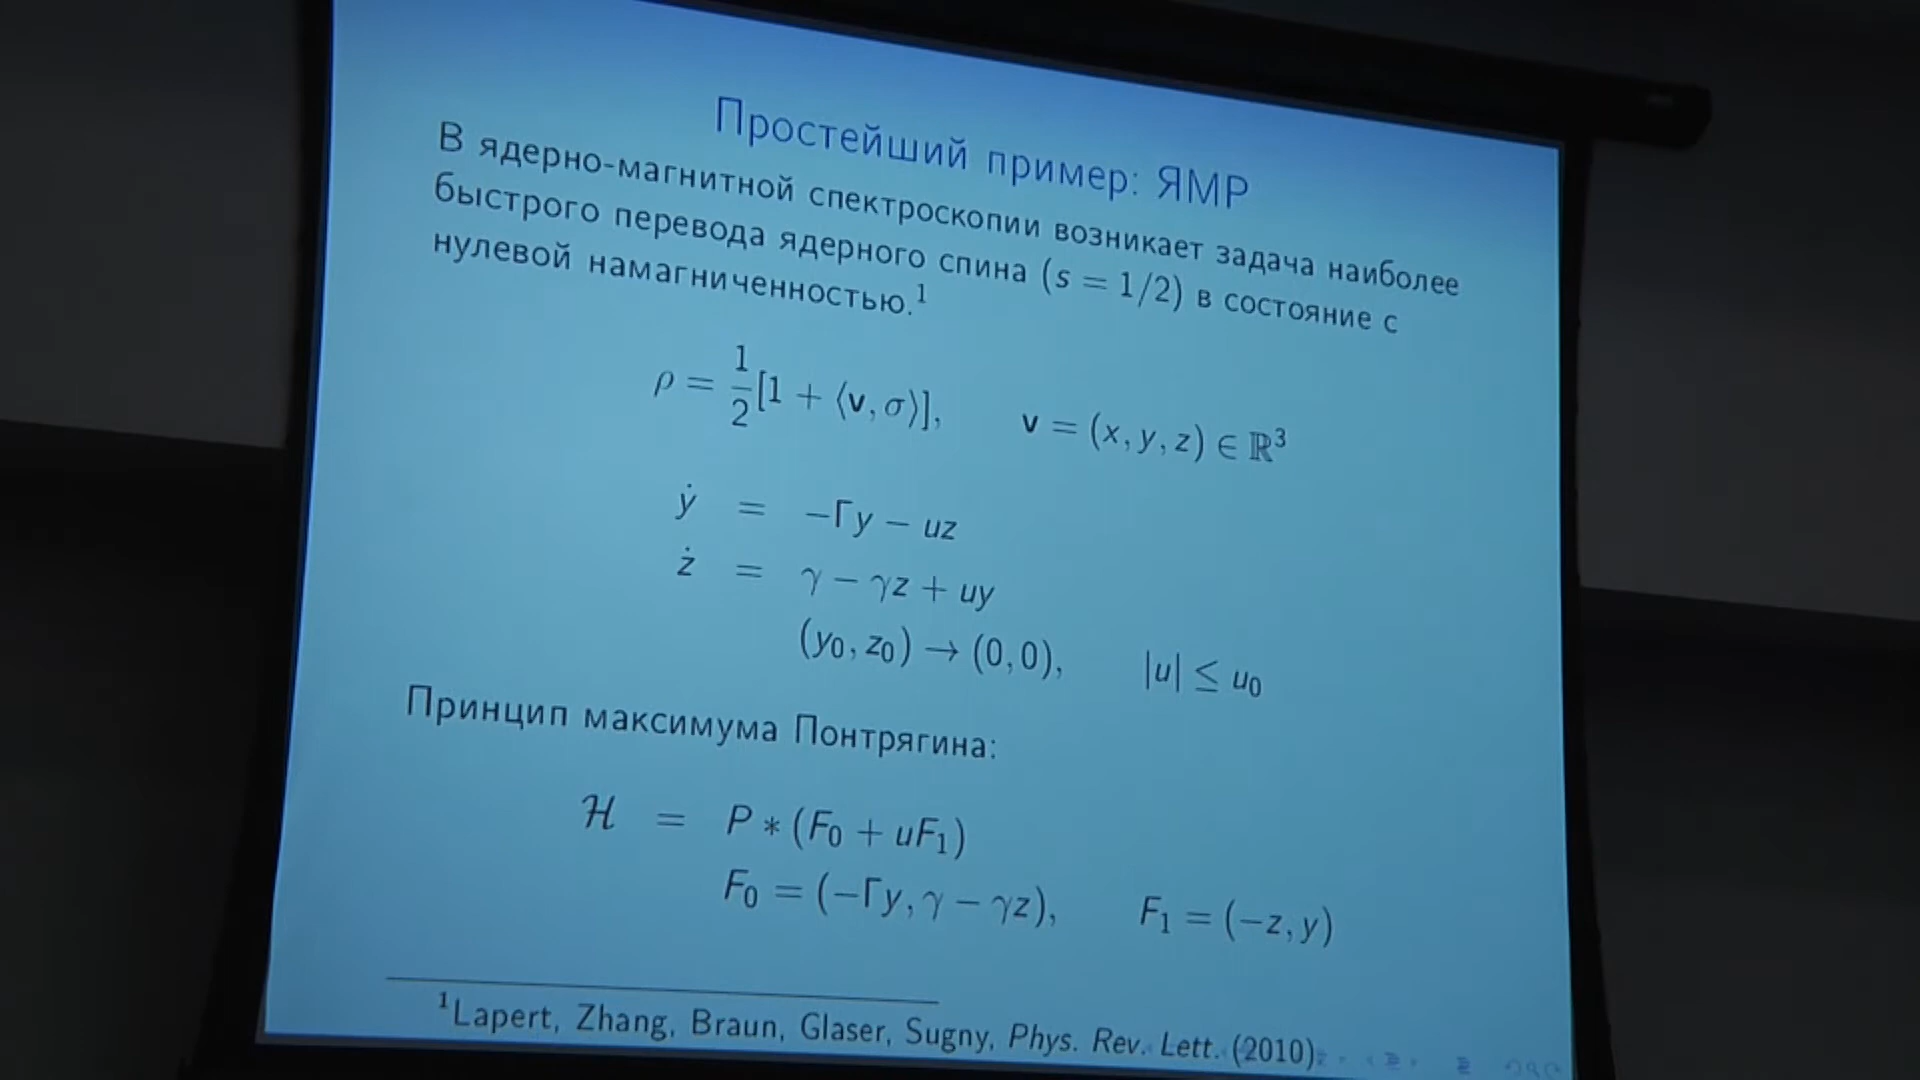 Простейший пример: ЯМР
В ядерно-магнитной спектроскопии возникает задача наиболее
быстрого перевода ядерного спина (s = 1/2) в состояние с
нулевой намагниченностью.¹
ρ = 1/2 [1 + ⟨v, σ⟩], v = (x, y, z) ∈ ℝ³
ẏ = −Γy − uz
ż = γ − γz + uy
(y₀, z₀) → (0, 0), |u| ≤ u₀
Принцип максимума Понтрягина:
ℋ = P ∗ (F₀ + uF₁)
F₀ = (−Γy, γ − γz), F₁ = (−z, y)
¹Lapert, Zhang, Braun, Glaser, Sugny, Phys. Rev. Lett. (2010)